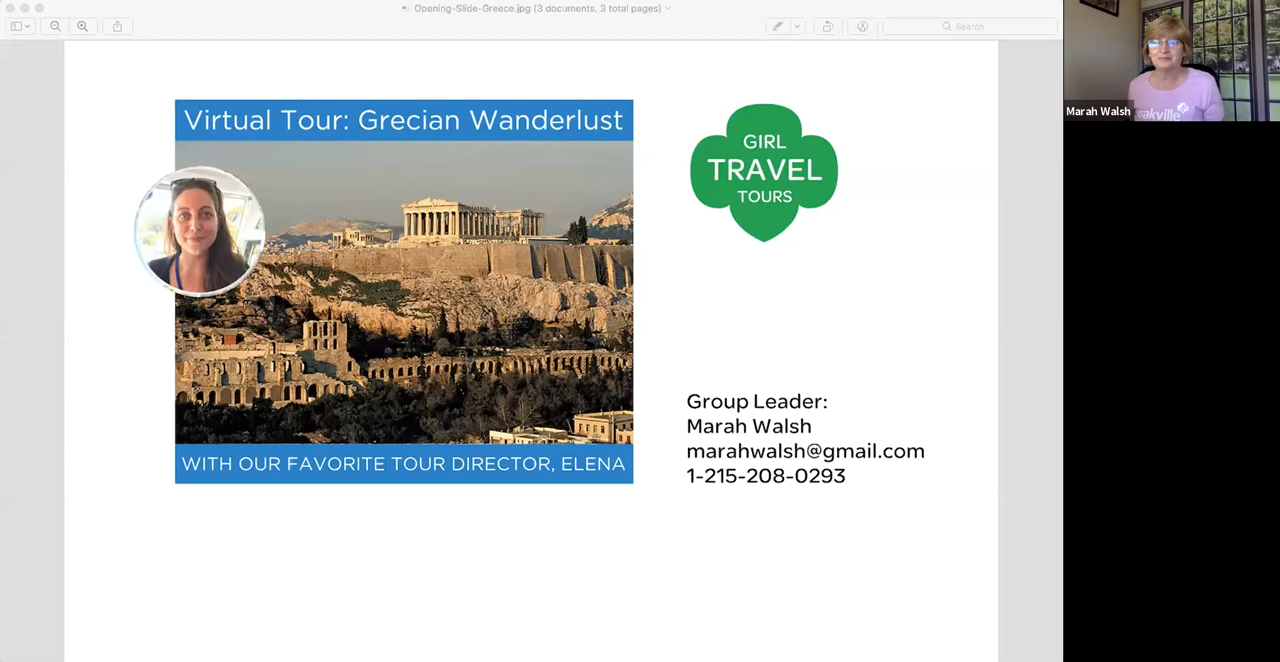 Opening-Slide-Greece.jpg (3 documents, 3 total pages)
Search
Virtual Tour: Grecian Wanderlust
WITH OUR FAVORITE TOUR DIRECTOR, ELENA
GIRL
TRAVEL
TOURS
Group Leader:
Marah Walsh
marahwalsh@gmail.com
1-215-208-0293
Marah Walsh
oakville